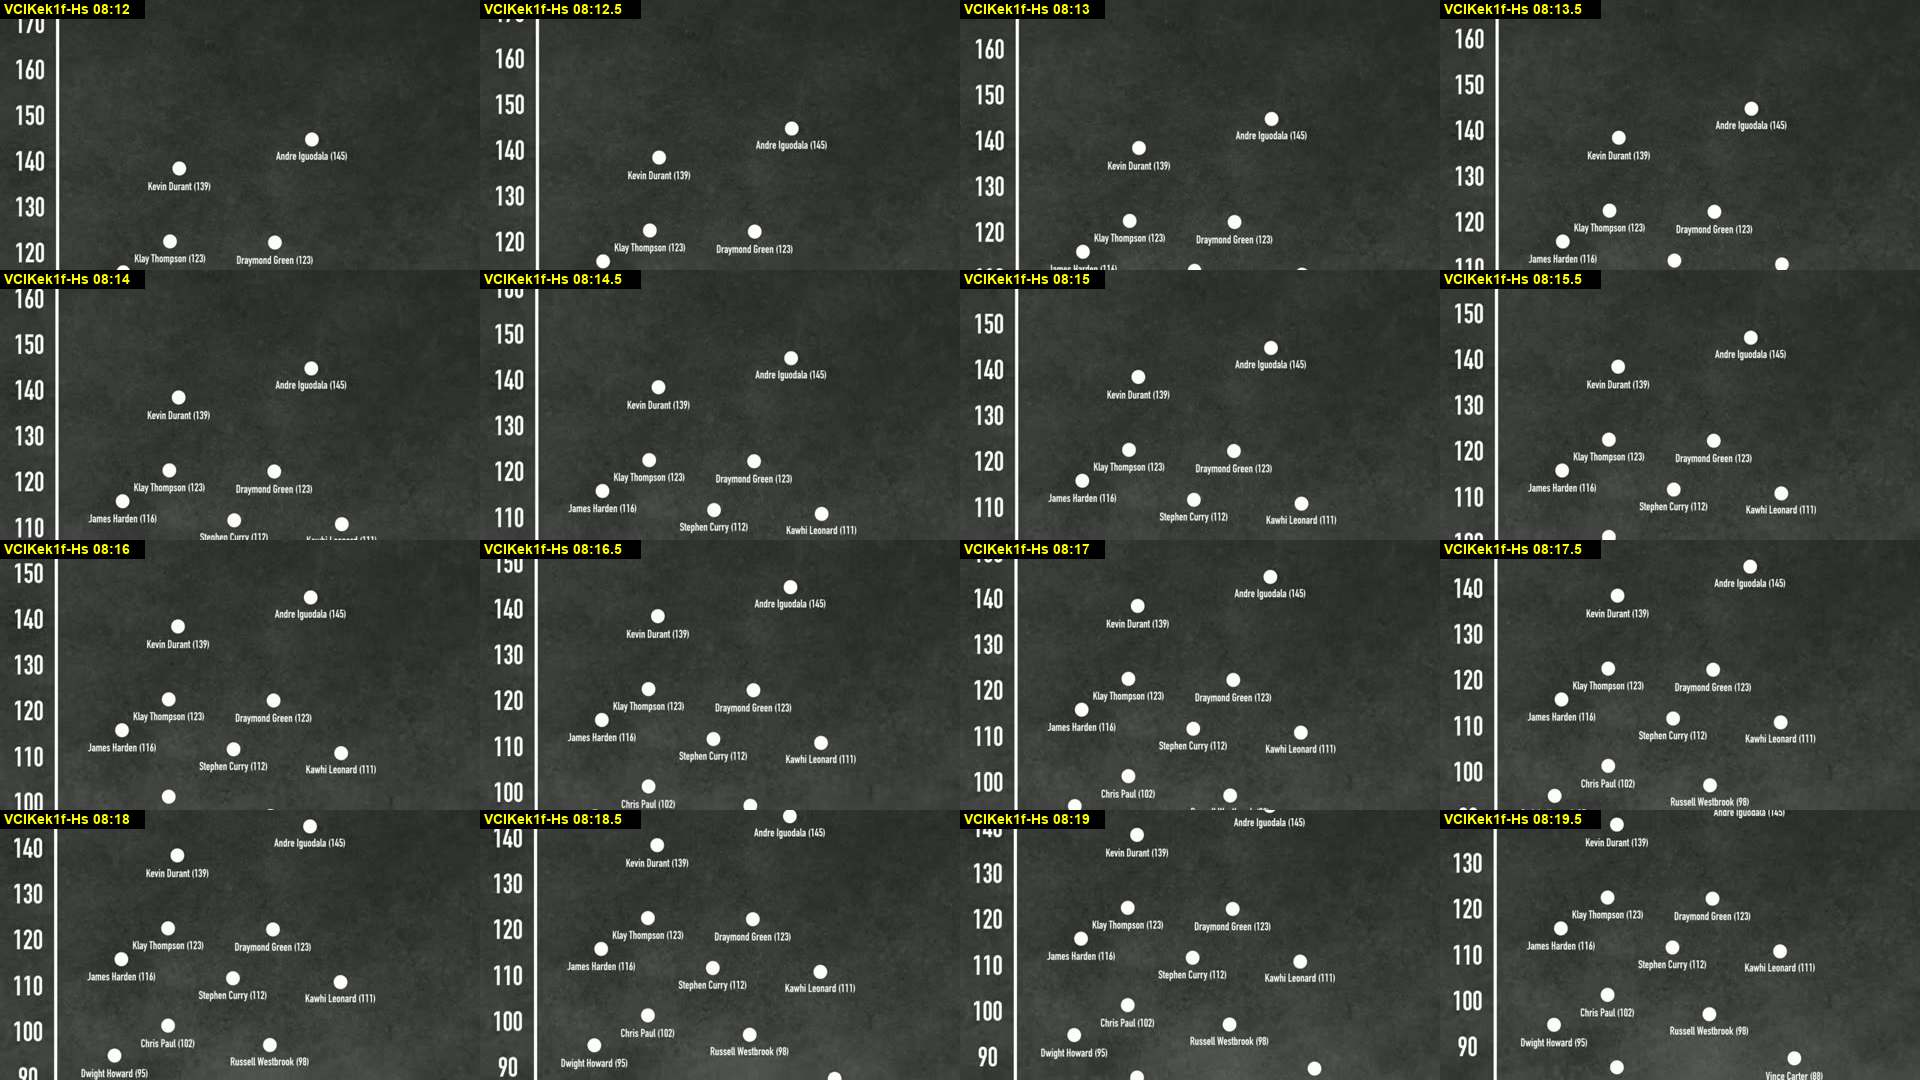 VCIKek1f-Hs 08:12
170
160
150
140
130
120
Andre Iguodala (145)
Kevin Durant (139)
Klay Thompson (123)
Draymond Green (123)
VCIKek1f-Hs 08:12.5
160
150
140
130
120
Andre Iguodala (145)
Kevin Durant (139)
Klay Thompson (123)
Draymond Green (123)
VCIKek1f-Hs 08:13
160
150
140
130
120
Andre Iguodala (145)
Kevin Durant (139)
Klay Thompson (123)
Draymond Green (123)
James Harden (116)
VCIKek1f-Hs 08:13.5
160
150
140
130
120
110
Andre Iguodala (145)
Kevin Durant (139)
Klay Thompson (123)
Draymond Green (123)
James Harden (116)
VCIKek1f-Hs 08:14
160
150
140
130
120
110
Andre Iguodala (145)
Kevin Durant (139)
Klay Thompson (123)
Draymond Green (123)
James Harden (116)
Stephen Curry (112)
Kawhi Leonard (111)
VCIKek1f-Hs 08:14.5
160
150
140
130
120
110
Andre Iguodala (145)
Kevin Durant (139)
Klay Thompson (123)
Draymond Green (123)
James Harden (116)
Stephen Curry (112)
Kawhi Leonard (111)
VCIKek1f-Hs 08:15
150
140
130
120
110
Andre Iguodala (145)
Kevin Durant (139)
Klay Thompson (123)
Draymond Green (123)
James Harden (116)
Stephen Curry (112)
Kawhi Leonard (111)
VCIKek1f-Hs 08:15.5
150
140
130
120
110
100
Andre Iguodala (145)
Kevin Durant (139)
Klay Thompson (123)
Draymond Green (123)
James Harden (116)
Stephen Curry (112)
Kawhi Leonard (111)
VCIKek1f-Hs 08:16
150
140
130
120
110
100
Andre Iguodala (145)
Kevin Durant (139)
Klay Thompson (123)
Draymond Green (123)
James Harden (116)
Stephen Curry (112)
Kawhi Leonard (111)
VCIKek1f-Hs 08:16.5
150
140
130
120
110
100
Andre Iguodala (145)
Kevin Durant (139)
Klay Thompson (123)
Draymond Green (123)
James Harden (116)
Stephen Curry (112)
Kawhi Leonard (111)
Chris Paul (102)
VCIKek1f-Hs 08:17
140
130
120
110
100
Andre Iguodala (145)
Kevin Durant (139)
Klay Thompson (123)
Draymond Green (123)
James Harden (116)
Stephen Curry (112)
Kawhi Leonard (111)
Chris Paul (102)
VCIKek1f-Hs 08:17.5
140
130
120
110
100
Andre Iguodala (145)
Kevin Durant (139)
Klay Thompson (123)
Draymond Green (123)
James Harden (116)
Stephen Curry (112)
Kawhi Leonard (111)
Chris Paul (102)
Russell Westbrook (98)
VCIKek1f-Hs 08:18
140
130
120
110
100
90
Andre Iguodala (145)
Kevin Durant (139)
Klay Thompson (123)
Draymond Green (123)
James Harden (116)
Stephen Curry (112)
Kawhi Leonard (111)
Chris Paul (102)
Russell Westbrook (98)
Dwight Howard (95)
VCIKek1f-Hs 08:18.5
140
130
120
110
100
90
Andre Iguodala (145)
Kevin Durant (139)
Klay Thompson (123)
Draymond Green (123)
James Harden (116)
Stephen Curry (112)
Kawhi Leonard (111)
Chris Paul (102)
Russell Westbrook (98)
Dwight Howard (95)
VCIKek1f-Hs 08:19
140
130
120
110
100
90
Andre Iguodala (145)
Kevin Durant (139)
Klay Thompson (123)
Draymond Green (123)
James Harden (116)
Stephen Curry (112)
Kawhi Leonard (111)
Chris Paul (102)
Russell Westbrook (98)
Dwight Howard (95)
VCIKek1f-Hs 08:19.5
130
120
110
100
90
Andre Iguodala (145)
Kevin Durant (139)
Klay Thompson (123)
Draymond Green (123)
James Harden (116)
Stephen Curry (112)
Kawhi Leonard (111)
Chris Paul (102)
Russell Westbrook (98)
Dwight Howard (95)
Vince Carter (88)